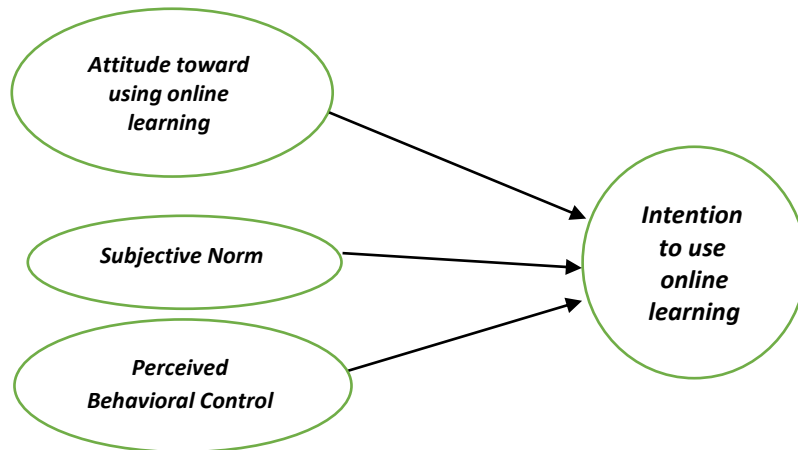 Attitude toward
using online
learning
Subjective Norm
Perceived
Behavioral Control
Intention
to use
online
learning